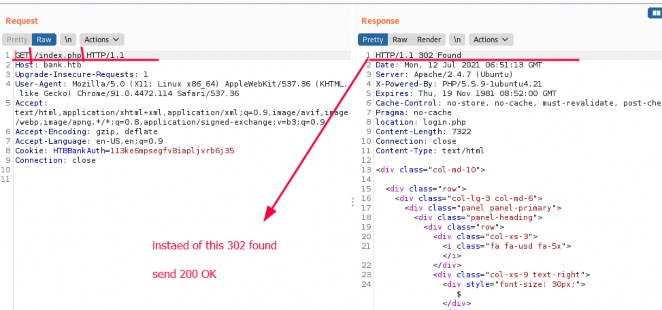 Request
Response
Pretty Raw \n Actions
Pretty Raw Render \n Actions
1 GET /index.php HTTP/1.1
2 Host: bank.htb
3 Upgrade-Insecure-Requests: 1
4 User-Agent: Mozilla/5.0 (X11; Linux x86_64) AppleWebKit/537.36 (KHTML,
like Gecko) Chrome/91.0.4472.114 Safari/537.36
5 Accept:
text/html,application/xhtml+xml,application/xml;q=0.9,image/avif,image
/webp,image/apng,*/*;q=0.8,application/signed-exchange;v=b3;q=0.9
6 Accept-Encoding: gzip, deflate
7 Accept-Language: en-US,en;q=0.9
8 Cookie: HTBBankAuth=113ke6mpsegfv8iapljvrb6j35
9 Connection: close
10
11
1 HTTP/1.1 302 Found
2 Date: Mon, 12 Jul 2021 06:51:13 GMT
3 Server: Apache/2.4.7 (Ubuntu)
4 X-Powered-By: PHP/5.5.9-1ubuntu4.21
5 Expires: Thu, 19 Nov 1981 08:52:00 GMT
6 Cache-Control: no-store, no-cache, must-revalidate, post-che
7 Pragma: no-cache
8 location: login.php
9 Content-Length: 7322
10 Connection: close
11 Content-Type: text/html
12
13 <div class="col-md-10">
14
15 <div class="row">
16 <div class="col-lg-3 col-md-6">
17 <div class="panel panel-primary">
18 <div class="panel-heading">
19 <div class="row">
20 <div class="col-xs-3">
21 <i class="fa fa-usd fa-5x">
</i>
22 </div>
23 <div class="col-xs-9 text-right">
24 <div style="font-size: 30px;">
$
</div>
instaed of this 302 found
send 200 OK